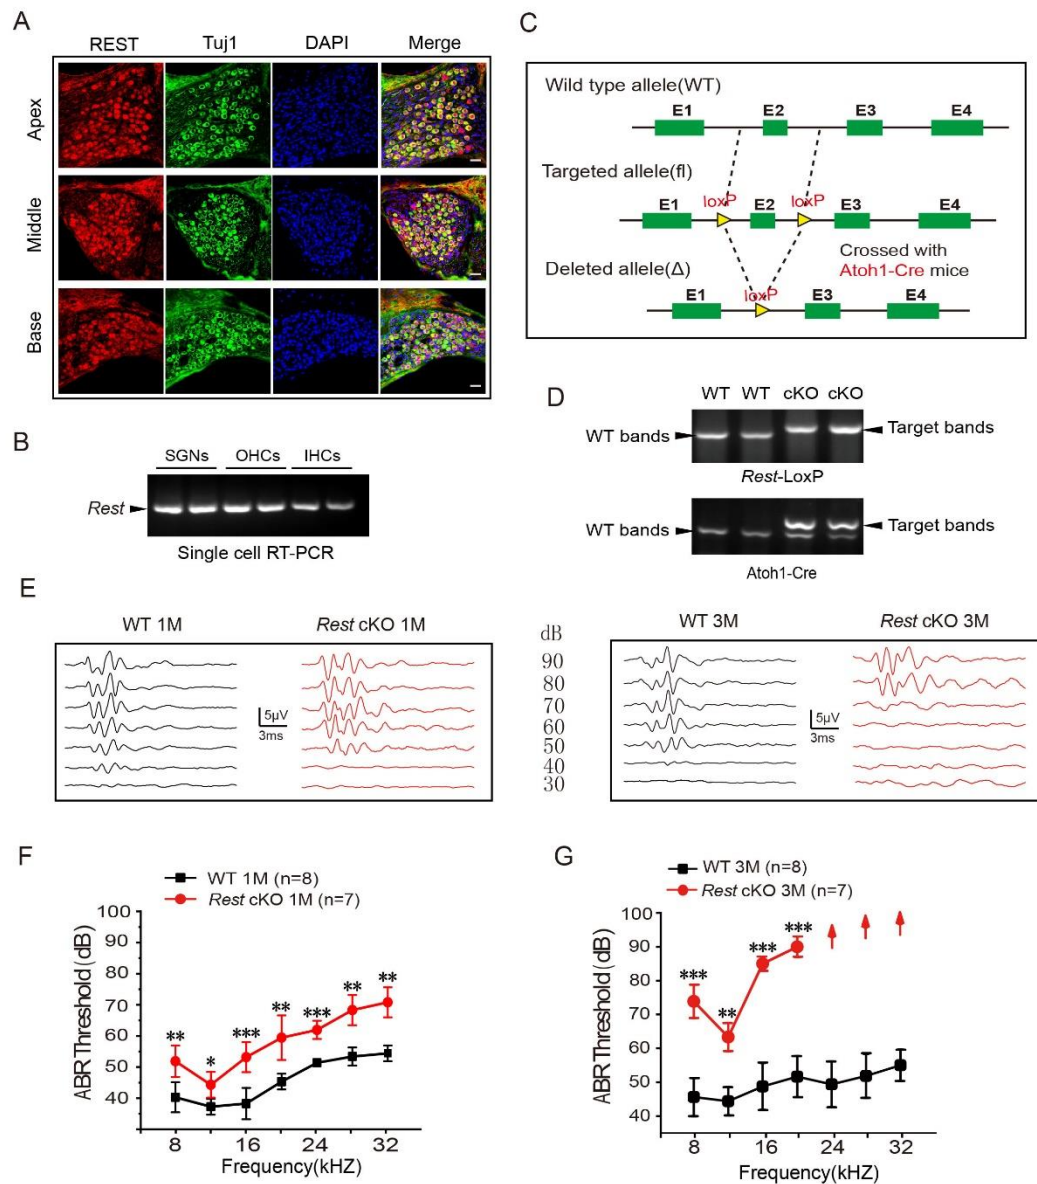 A
REST Tuj1 DAPI Merge
Apex
Middle
Base
B
SGNs OHCs IHCs
Rest
Single cell RT-PCR
C
Wild type allele(WT)
E1 E2 E3 E4
Targeted allele(fl)
E1 loxP E2 loxP E3 E4
Crossed with
Atoh1-Cre mice
Deleted allele(Δ)
E1 loxP E3 E4
D
WT WT cKO cKO
WT bands Target bands
Rest-LoxP
WT bands Target bands
Atoh1-Cre
E
WT 1M Rest cKO 1M dB WT 3M Rest cKO 3M
90
80
70
60
50
40
30
5μV
3ms
5μV
3ms
F
WT 1M (n=8)
Rest cKO 1M (n=7)
ABR Threshold (dB)
100
90
80
70
60
50
40
** * *** ** *** ** **
8 16 24 32
Frequency(kHZ)
G
WT 3M (n=8)
Rest cKO 3M (n=7)
ABR Threshold (dB)
100
90
80
70
60
50
40
*** ** *** ***
8 16 24 32
Frequency(kHZ)